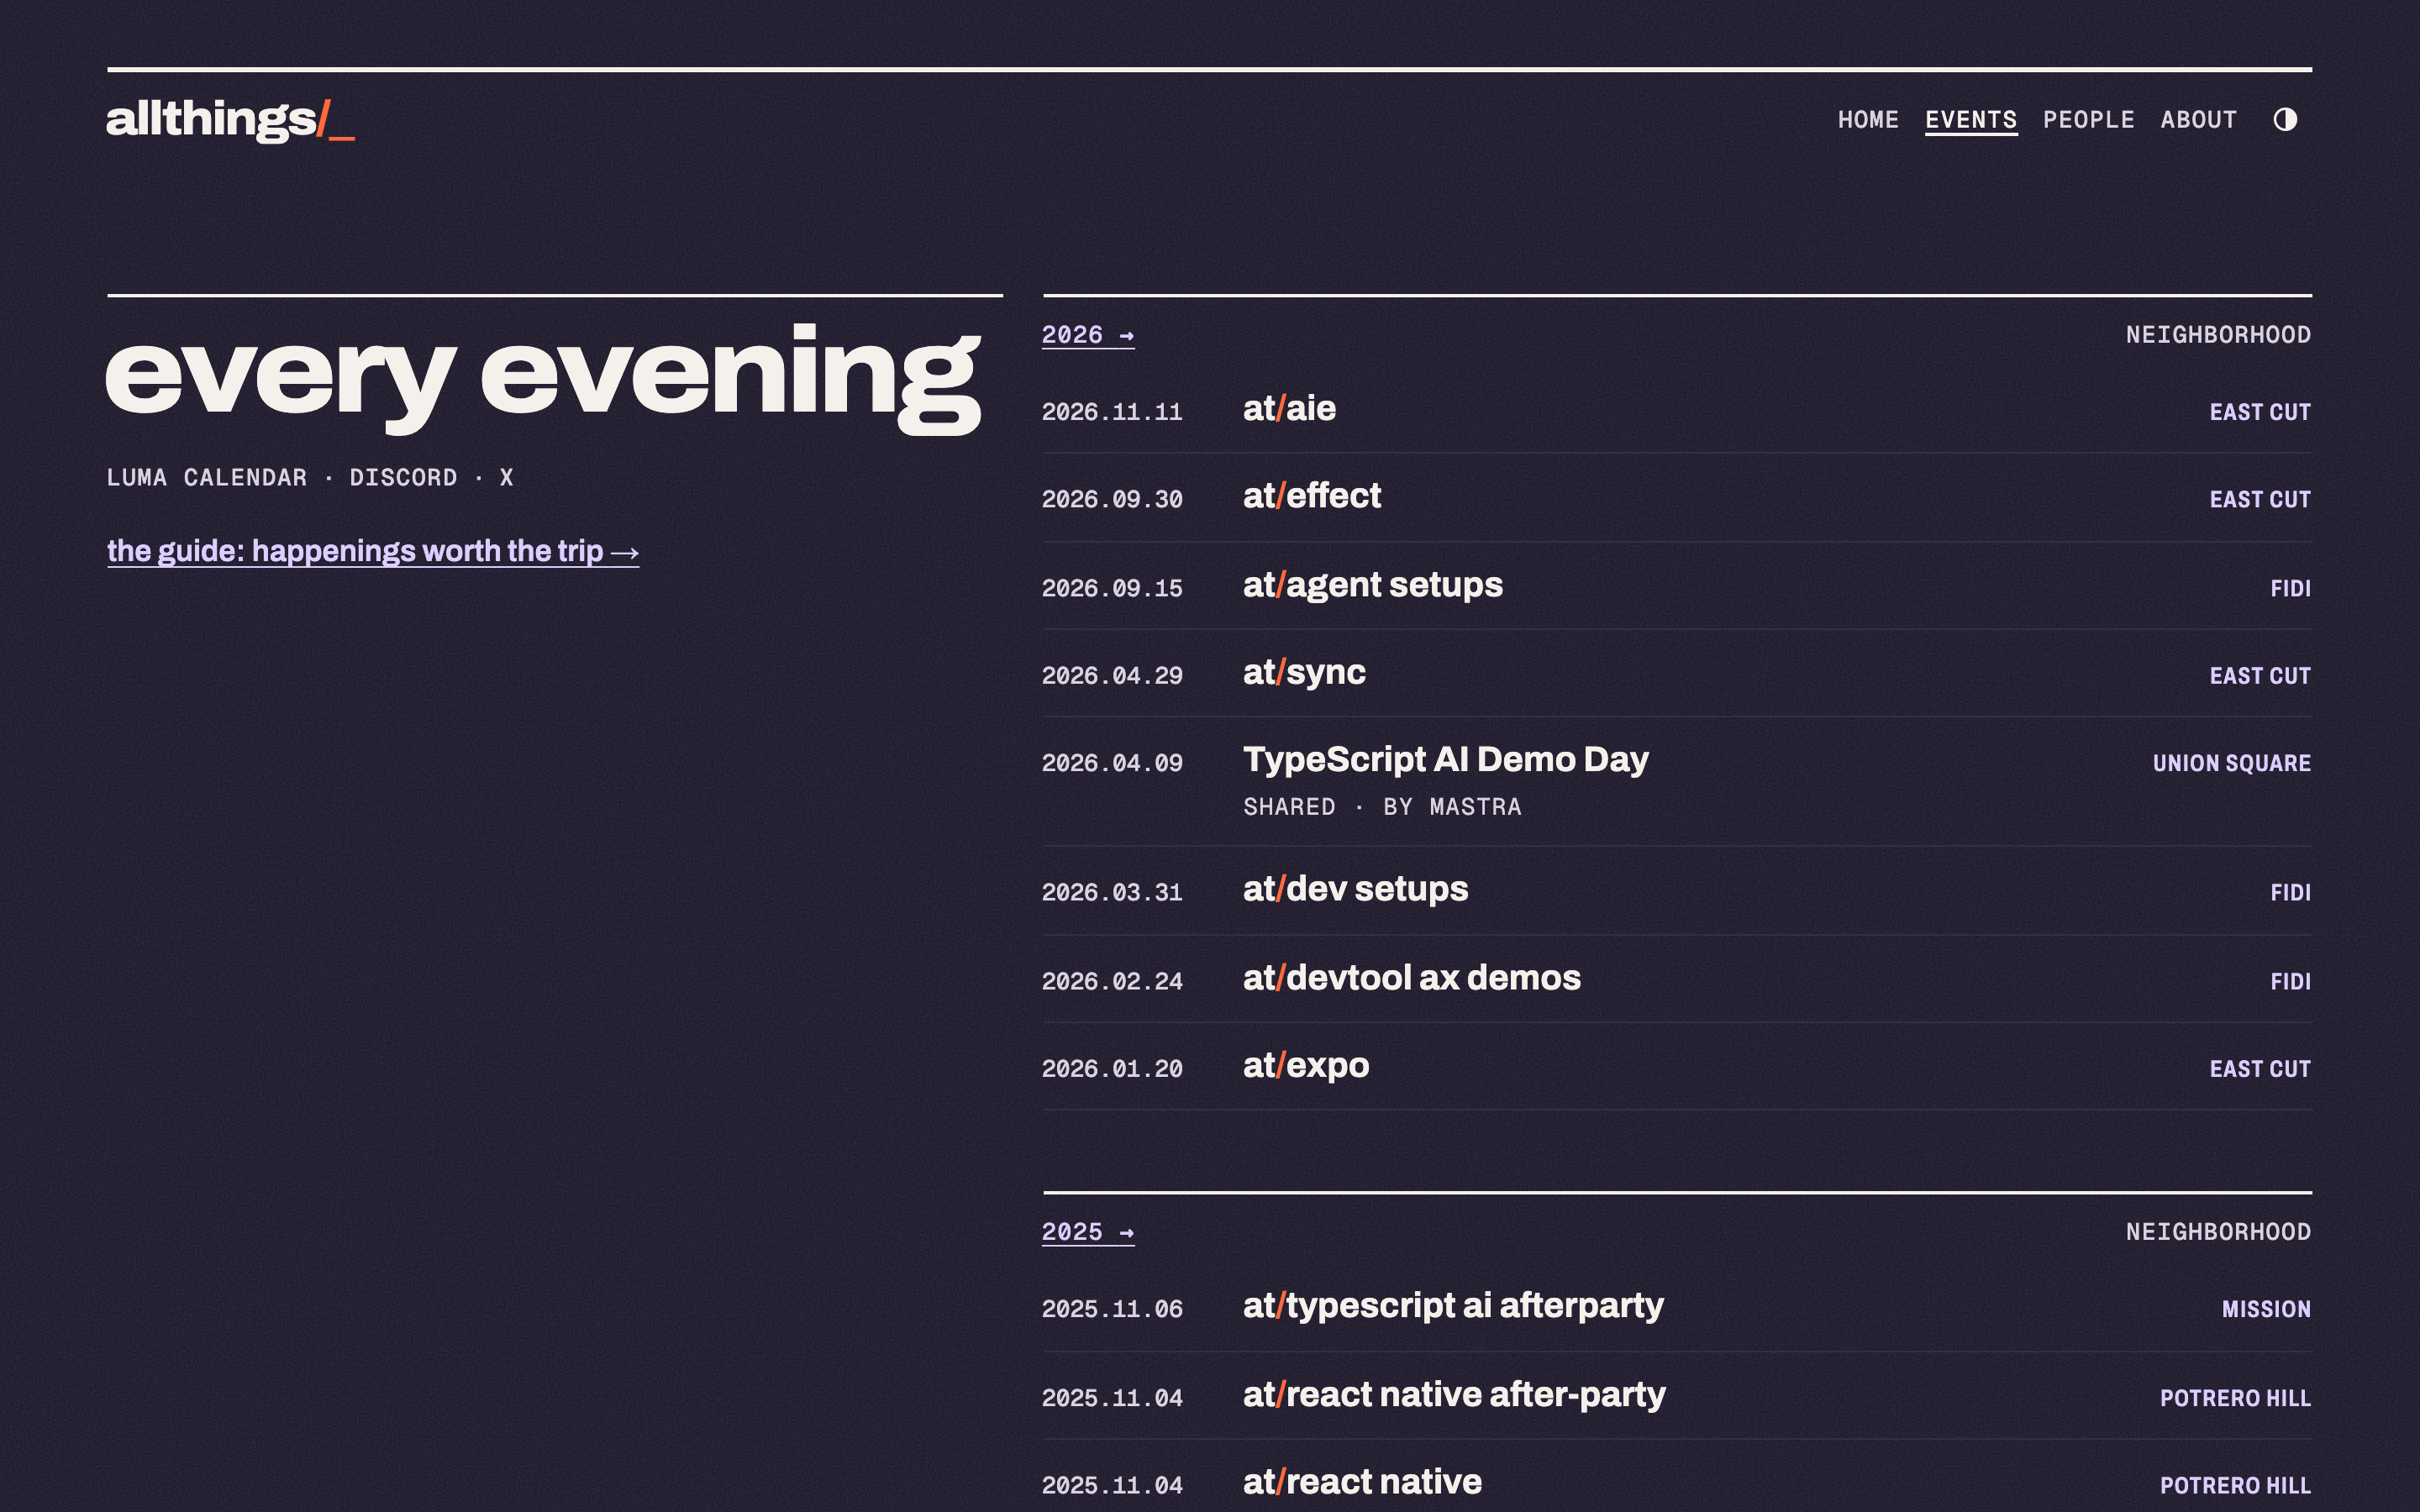 allthings/_
HOME EVENTS PEOPLE ABOUT
every evening
LUMA CALENDAR · DISCORD · X
the guide: happenings worth the trip →
2026 → NEIGHBORHOOD
2026.11.11 at/aie EAST CUT
2026.09.30 at/effect EAST CUT
2026.09.15 at/agent setups FIDI
2026.04.29 at/sync EAST CUT
2026.04.09 TypeScript AI Demo Day UNION SQUARE
SHARED · BY MASTRA
2026.03.31 at/dev setups FIDI
2026.02.24 at/devtool ax demos FIDI
2026.01.20 at/expo EAST CUT
2025 → NEIGHBORHOOD
2025.11.06 at/typescript ai afterparty MISSION
2025.11.04 at/react native after-party POTRERO HILL
2025.11.04 at/react native POTRERO HILL